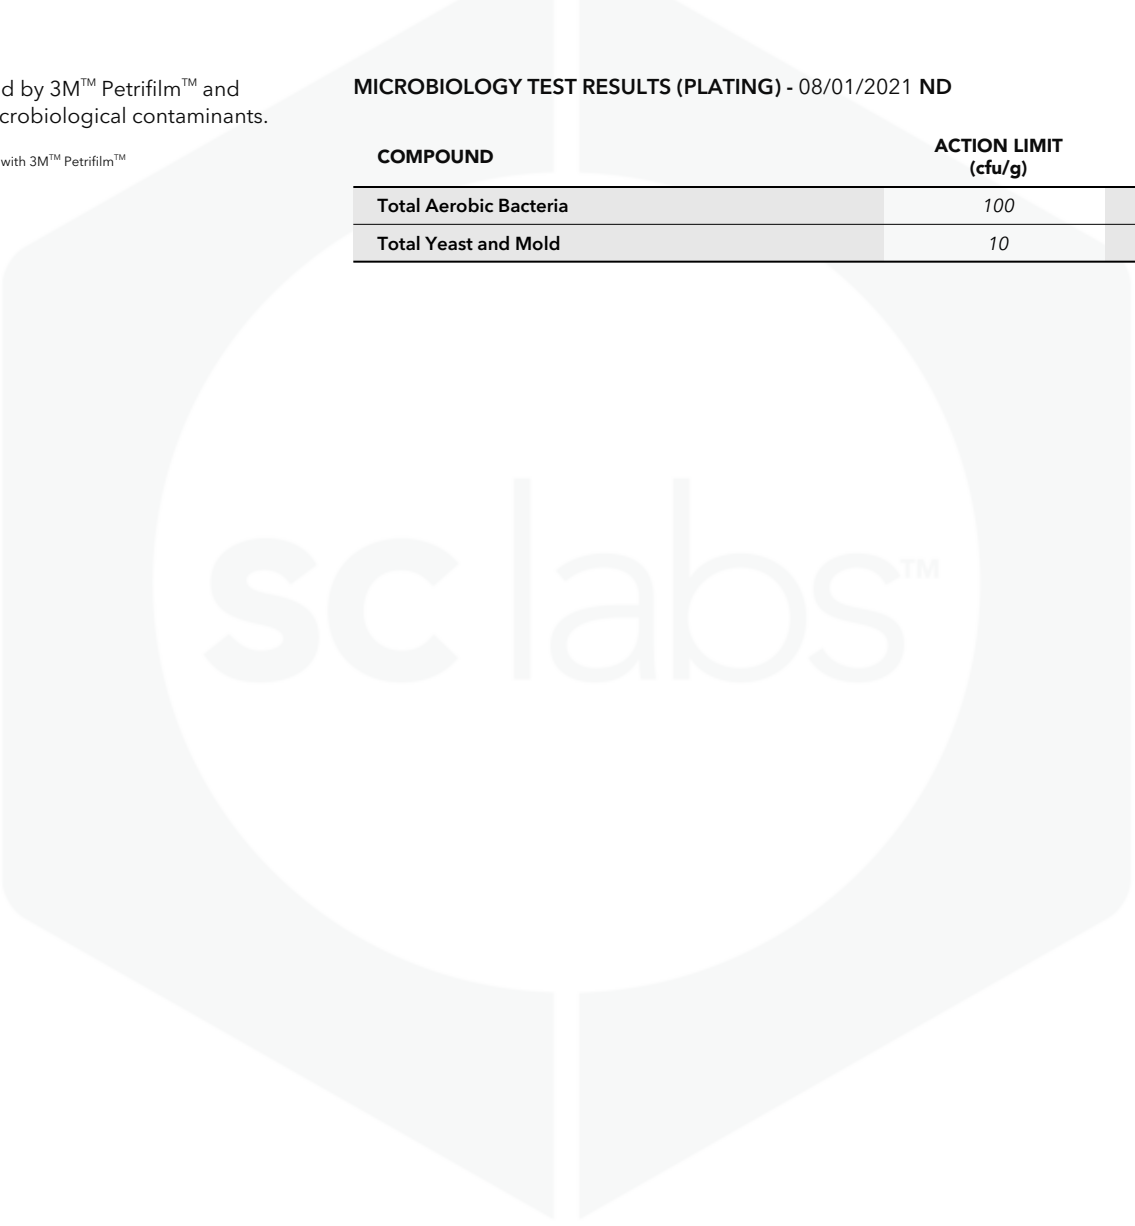 d by 3M™ Petrifilm™ and
crobiological contaminants.
with 3M™ Petrifilm™
MICROBIOLOGY TEST RESULTS (PLATING) - 08/01/2021 ND
COMPOUND ACTION LIMIT (cfu/g)
Total Aerobic Bacteria 100
Total Yeast and Mold 10
sc labs™